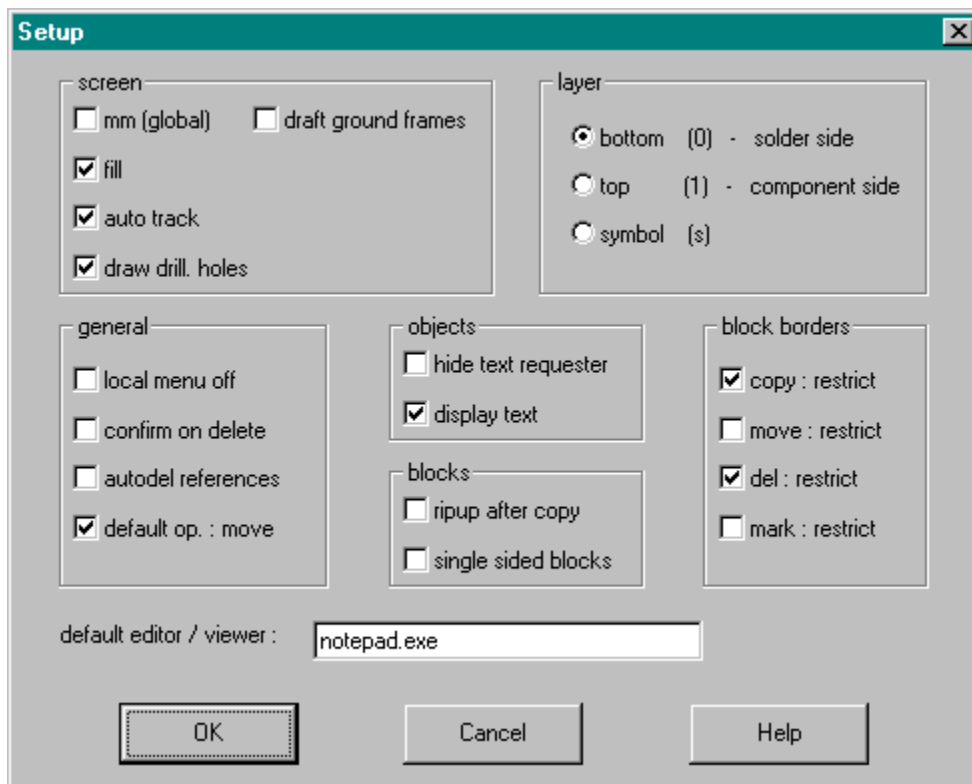 Setup
screen
mm (global) draft ground frames
fill
auto track
draw drill. holes
layer
bottom (0) - solder side
top (1) - component side
symbol (s)
general
local menu off
confirm on delete
autodel references
default op. : move
objects
hide text requester
display text
blocks
ripup after copy
single sided blocks
block borders
copy : restrict
move : restrict
del : restrict
mark : restrict
default editor / viewer : notepad.exe
OK Cancel Help